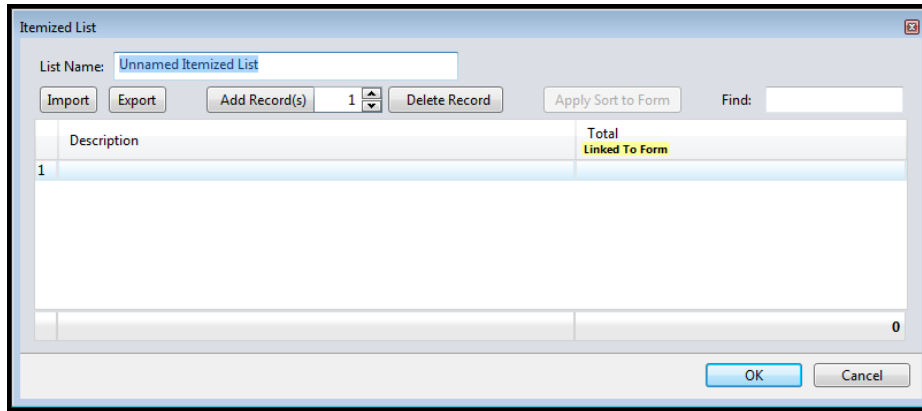 Itemized List
List Name: Unnamed Itemized List
Import Export Add Record(s) 1 Delete Record Apply Sort to Form Find:
Description Total
Linked To Form
1
0
OK Cancel